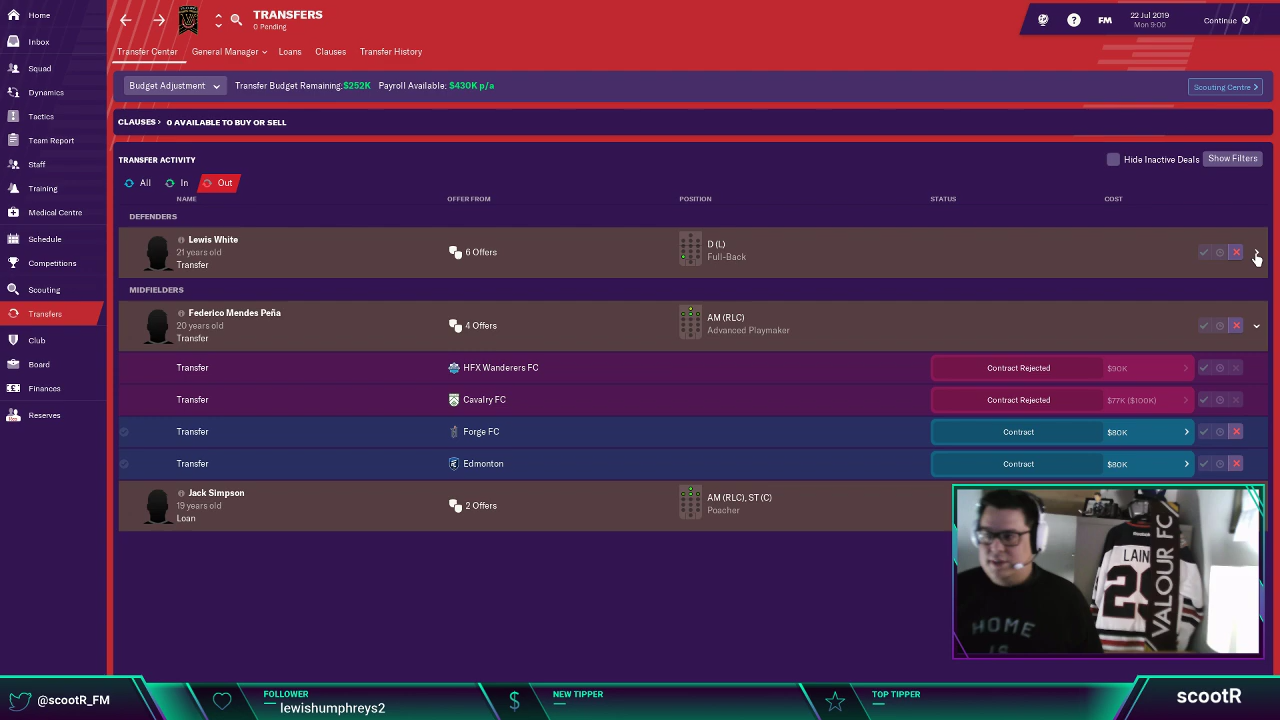 Home
TRANSFERS
0 Pending
FM
22 Jul 2019
Mon 9:00
Continue
Inbox
Squad
Dynamics
Tactics
Team Report
Staff
Training
Medical Centre
Schedule
Competitions
Scouting
Transfers
Club
Board
Finances
Reserves
Transfer Center
General Manager
Loans
Clauses
Transfer History
Budget Adjustment
Transfer Budget Remaining:$252K
Payroll Available: $430K p/a
Scouting Centre >
CLAUSES > 0 AVAILABLE TO BUY OR SELL
TRANSFER ACTIVITY
Hide Inactive Deals
Show Filters
All
In
Out
NAME
OFFER FROM
POSITION
STATUS
COST
DEFENDERS
Lewis White
21 years old
Transfer
6 Offers
D (L)
Full-Back
MIDFIELDERS
Federico Mendes Peña
20 years old
Transfer
4 Offers
AM (RLC)
Advanced Playmaker
Transfer
HFX Wanderers FC
Contract Rejected
$90K
Transfer
Cavalry FC
Contract Rejected
$77K ($100K)
Transfer
Forge FC
Contract
$80K
Transfer
Edmonton
Contract
$80K
Jack Simpson
19 years old
Loan
2 Offers
AM (RLC), ST (C)
Poacher
LAIN
2
VALOUR FC
HOME
IS
@scootR_FM
FOLLOWER
lewishumphreys2
NEW TIPPER
TOP TIPPER
scootR